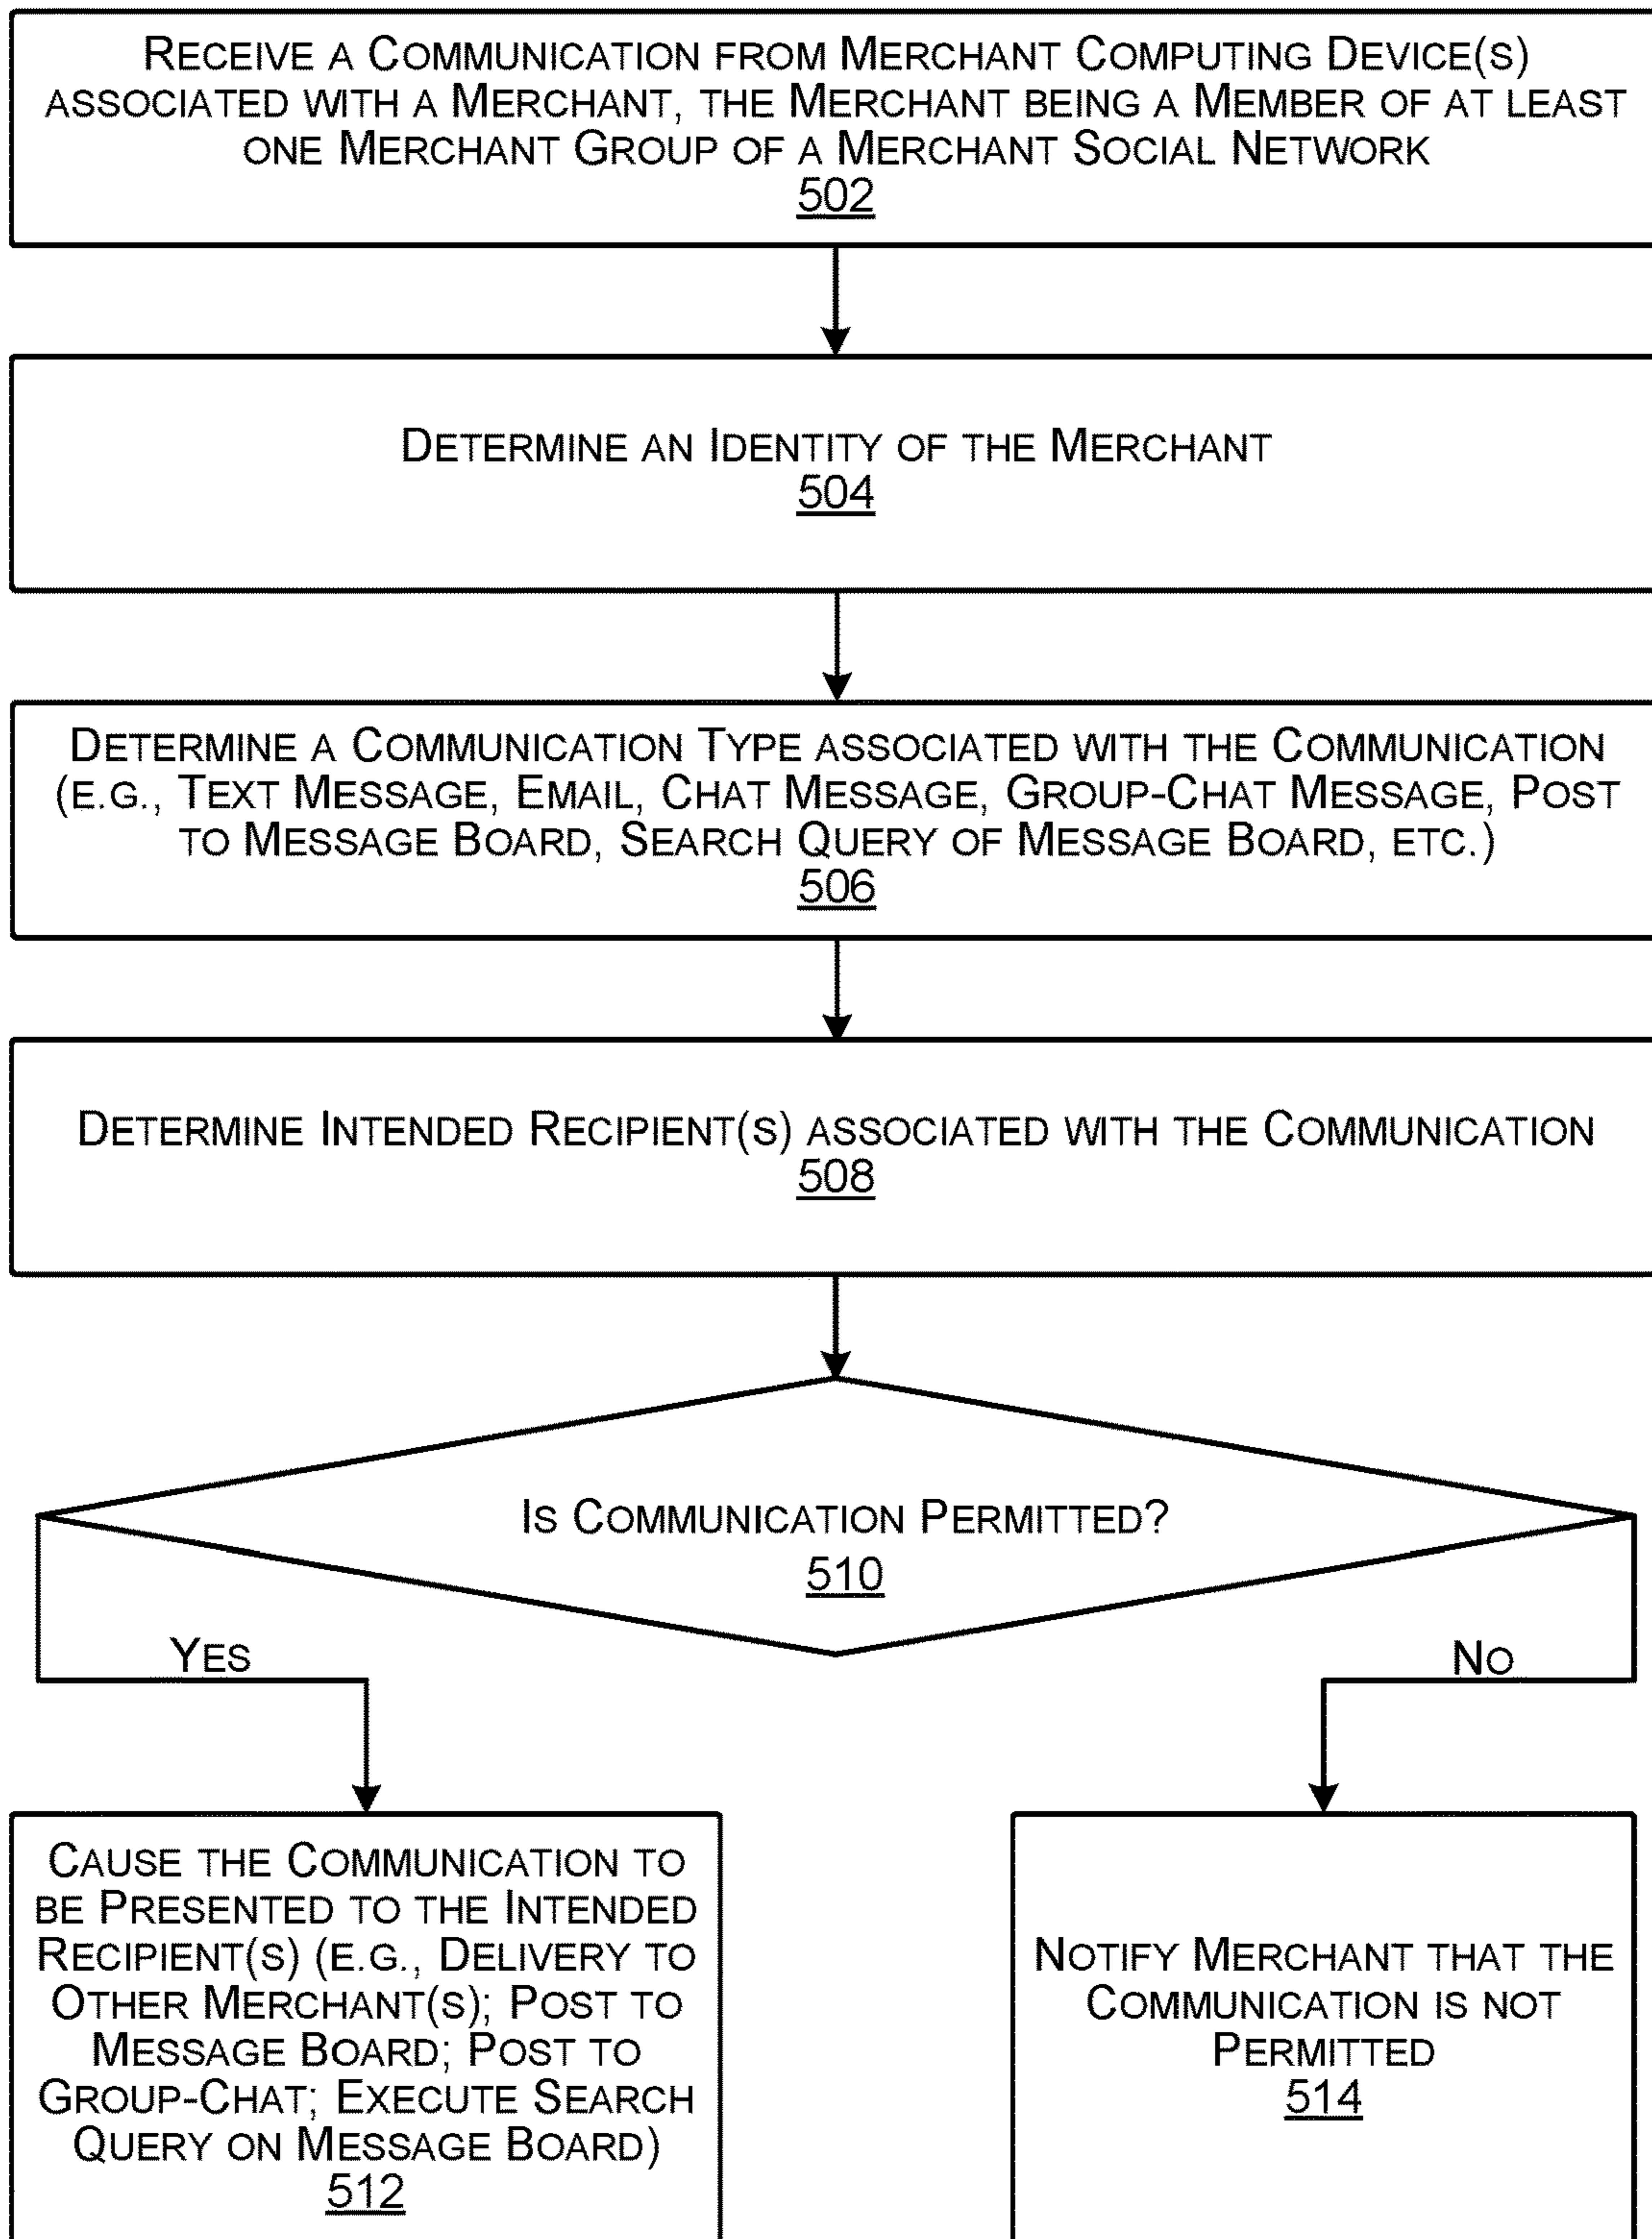 Receive a Communication from Merchant Computing Device(s)
associated with a Merchant, the Merchant being a Member of at least
one Merchant Group of a Merchant Social Network
502
Determine an Identity of the Merchant
504
Determine a Communication Type associated with the Communication
(e.g., Text Message, Email, Chat Message, Group-Chat Message, Post
to Message Board, Search Query of Message Board, etc.)
506
Determine Intended Recipient(s) associated with the Communication
508
Is Communication Permitted?
510
Yes
No
Cause the Communication to
be Presented to the Intended
Recipient(s) (e.g., Delivery to
Other Merchant(s); Post to
Message Board; Post to
Group-Chat; Execute Search
Query on Message Board)
512
Notify Merchant that the
Communication is not
Permitted
514